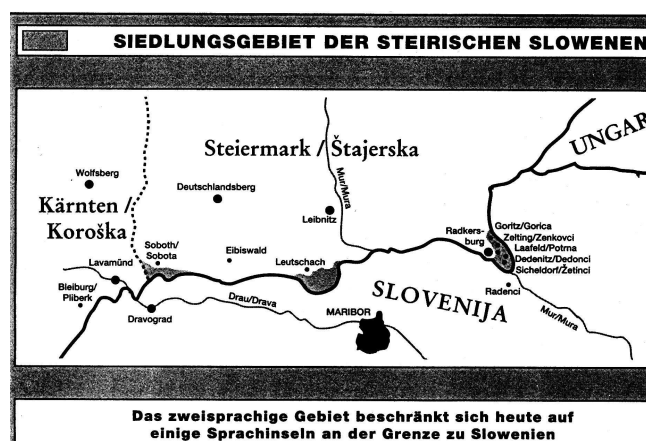 SIEDLUNGSGEBIET DER STEIRISCHEN SLOWENEN
UNGAR
Steiermark / Štajerska
Mur/Mura
Wolfsberg
Deutschlandsberg
Kärnten /
Koroška
Leibnitz
Goritz/Gorica
Radkers-
burg
Zelting/Zenkovci
Laafeld/Potrna
Dedenitz/Dedonci
Sicheldorf/Žetinci
Soboth/
Sobota
Eibiswald
Leutschach
Lavamünd
Radenci
Bleiburg/
Pliberk
SLOVENIJA
Drau/Drava
Dravograd
MARIBOR
Mur/Mura
Das zweisprachige Gebiet beschränkt sich heute auf
einige Sprachinseln an der Grenze zu Slowenien